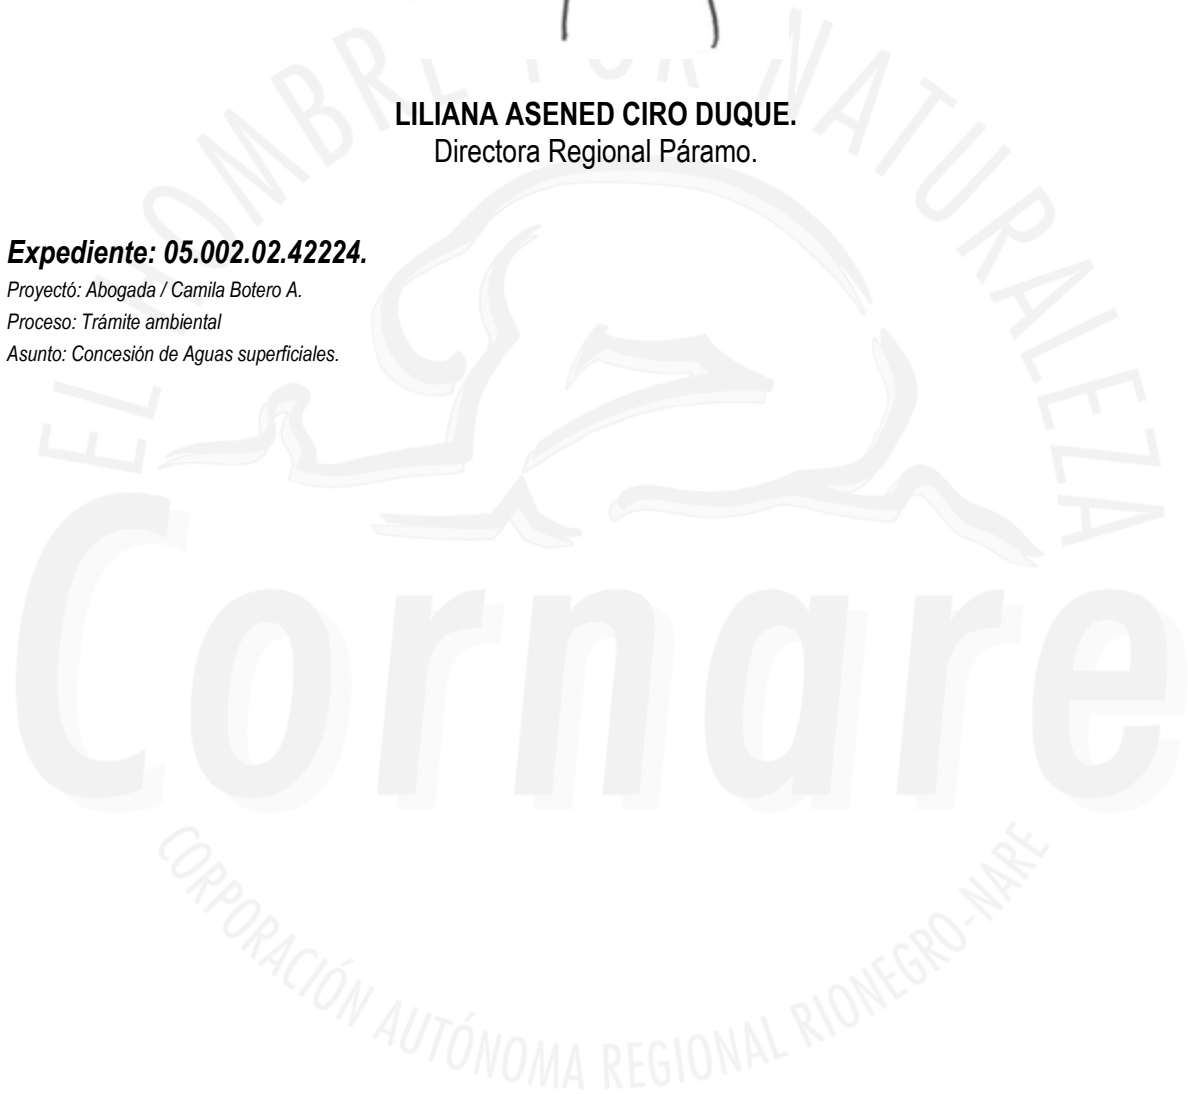 LILIANA ASENED CIRO DUQUE.
Directora Regional Páramo.
Expediente: 05.002.02.42224.
Proyectó: Abogada / Camila Botero A.
Proceso: Trámite ambiental
Asunto: Concesión de Aguas superficiales.
EL HOMBRE POR NATURALEZA
Cornare
CORPORACIÓN AUTÓNOMA REGIONAL RIONEGRO-NARE